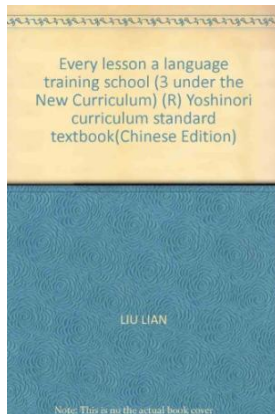 Every lesson a language
training school (3 under the
New Curriculum) (R) Yoshinori
curriculum standard
textbook(Chinese Edition)
LIU LIAN
Note: This is no the actual book cover